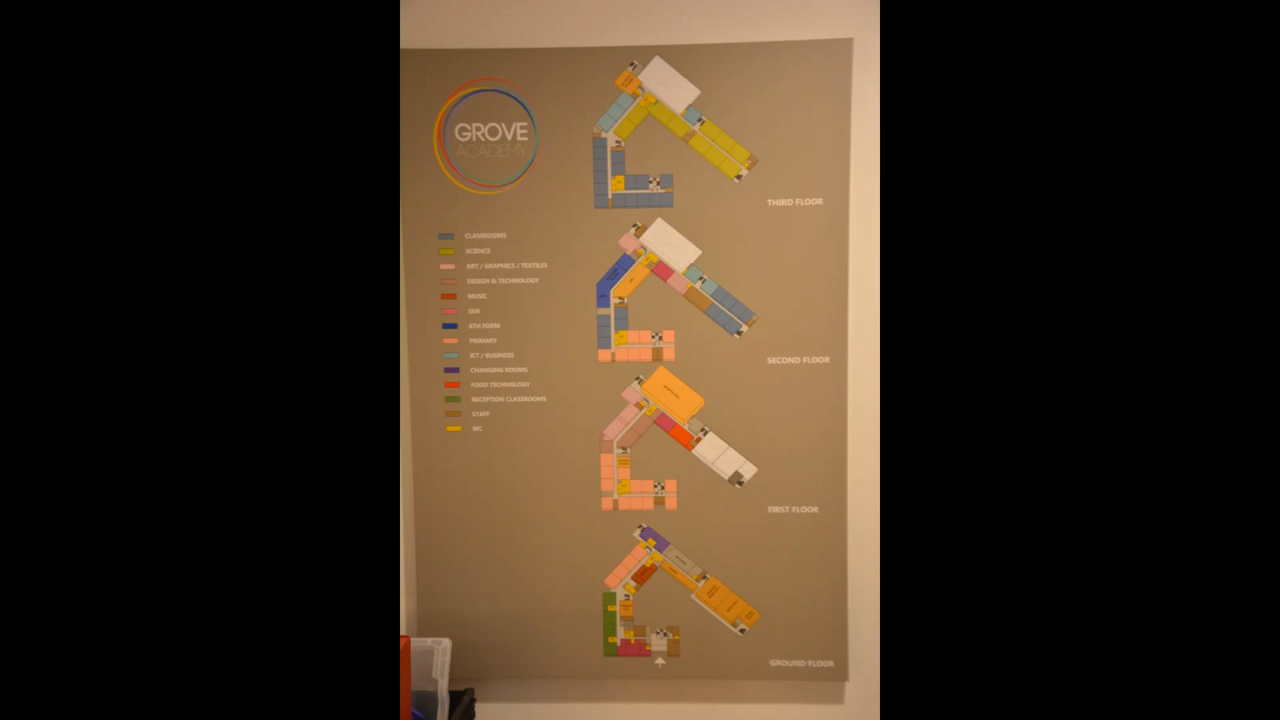 GROVE
ACADEMY
THIRD FLOOR
CLASSROOMS
SCIENCE
ART / GRAPHICS / TEXTILES
DESIGN & TECHNOLOGY
MUSIC
SEN
6TH FORM
PRIMARY
ICT / BUSINESS
CHANGING ROOMS
FOOD TECHNOLOGY
RECEPTION CLASSROOMS
STAFF
WC
SECOND FLOOR
FIRST FLOOR
GROUND FLOOR